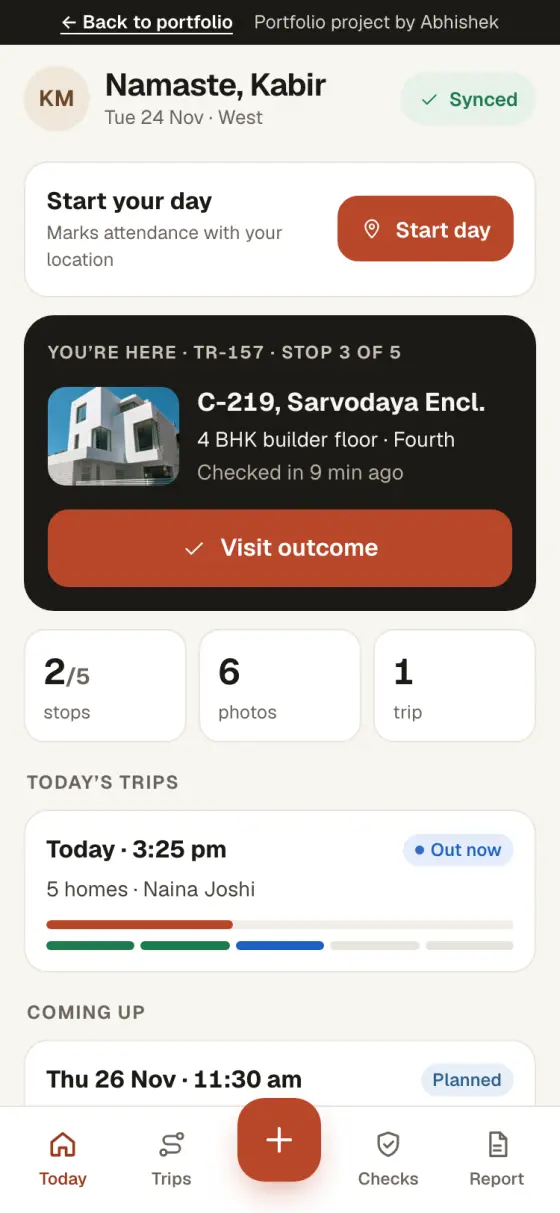 ← Back to portfolio Portfolio project by Abhishek
KM
Namaste, Kabir
Tue 24 Nov · West
Synced
Start your day
Marks attendance with your
location
Start day
YOU’RE HERE · TR-157 · STOP 3 OF 5
C-219, Sarvodaya Encl.
4 BHK builder floor · Fourth
Checked in 9 min ago
Visit outcome
2/5
stops
6
photos
1
trip
TODAY’S TRIPS
Today · 3:25 pm
Out now
5 homes · Naina Joshi
COMING UP
Thu 26 Nov · 11:30 am
Planned
Today
Trips
Checks
Report